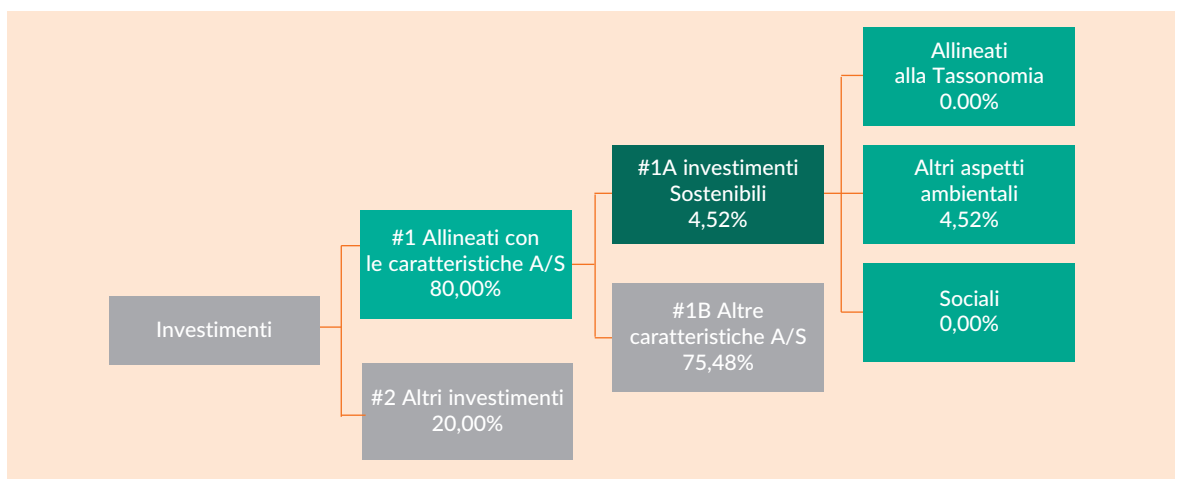 Investimenti
#1 Allineati con
le caratteristiche A/S
80,00%
#2 Altri investimenti
20,00%
#1A investimenti
Sostenibili
4,52%
#1B Altre
caratteristiche A/S
75,48%
Allineati
alla Tassonomia
0.00%
Altri aspetti
ambientali
4,52%
Sociali
0,00%